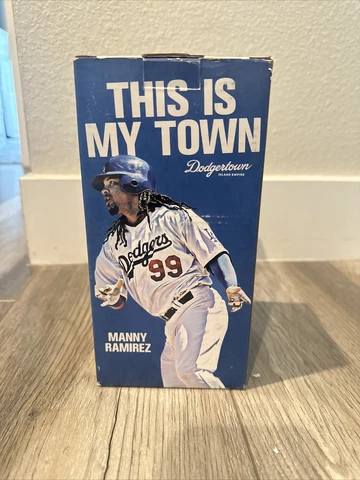 THIS IS
MY TOWN
Dodgertown
INLAND EMPIRE
Dodgers
99
MANNY
RAMIREZ